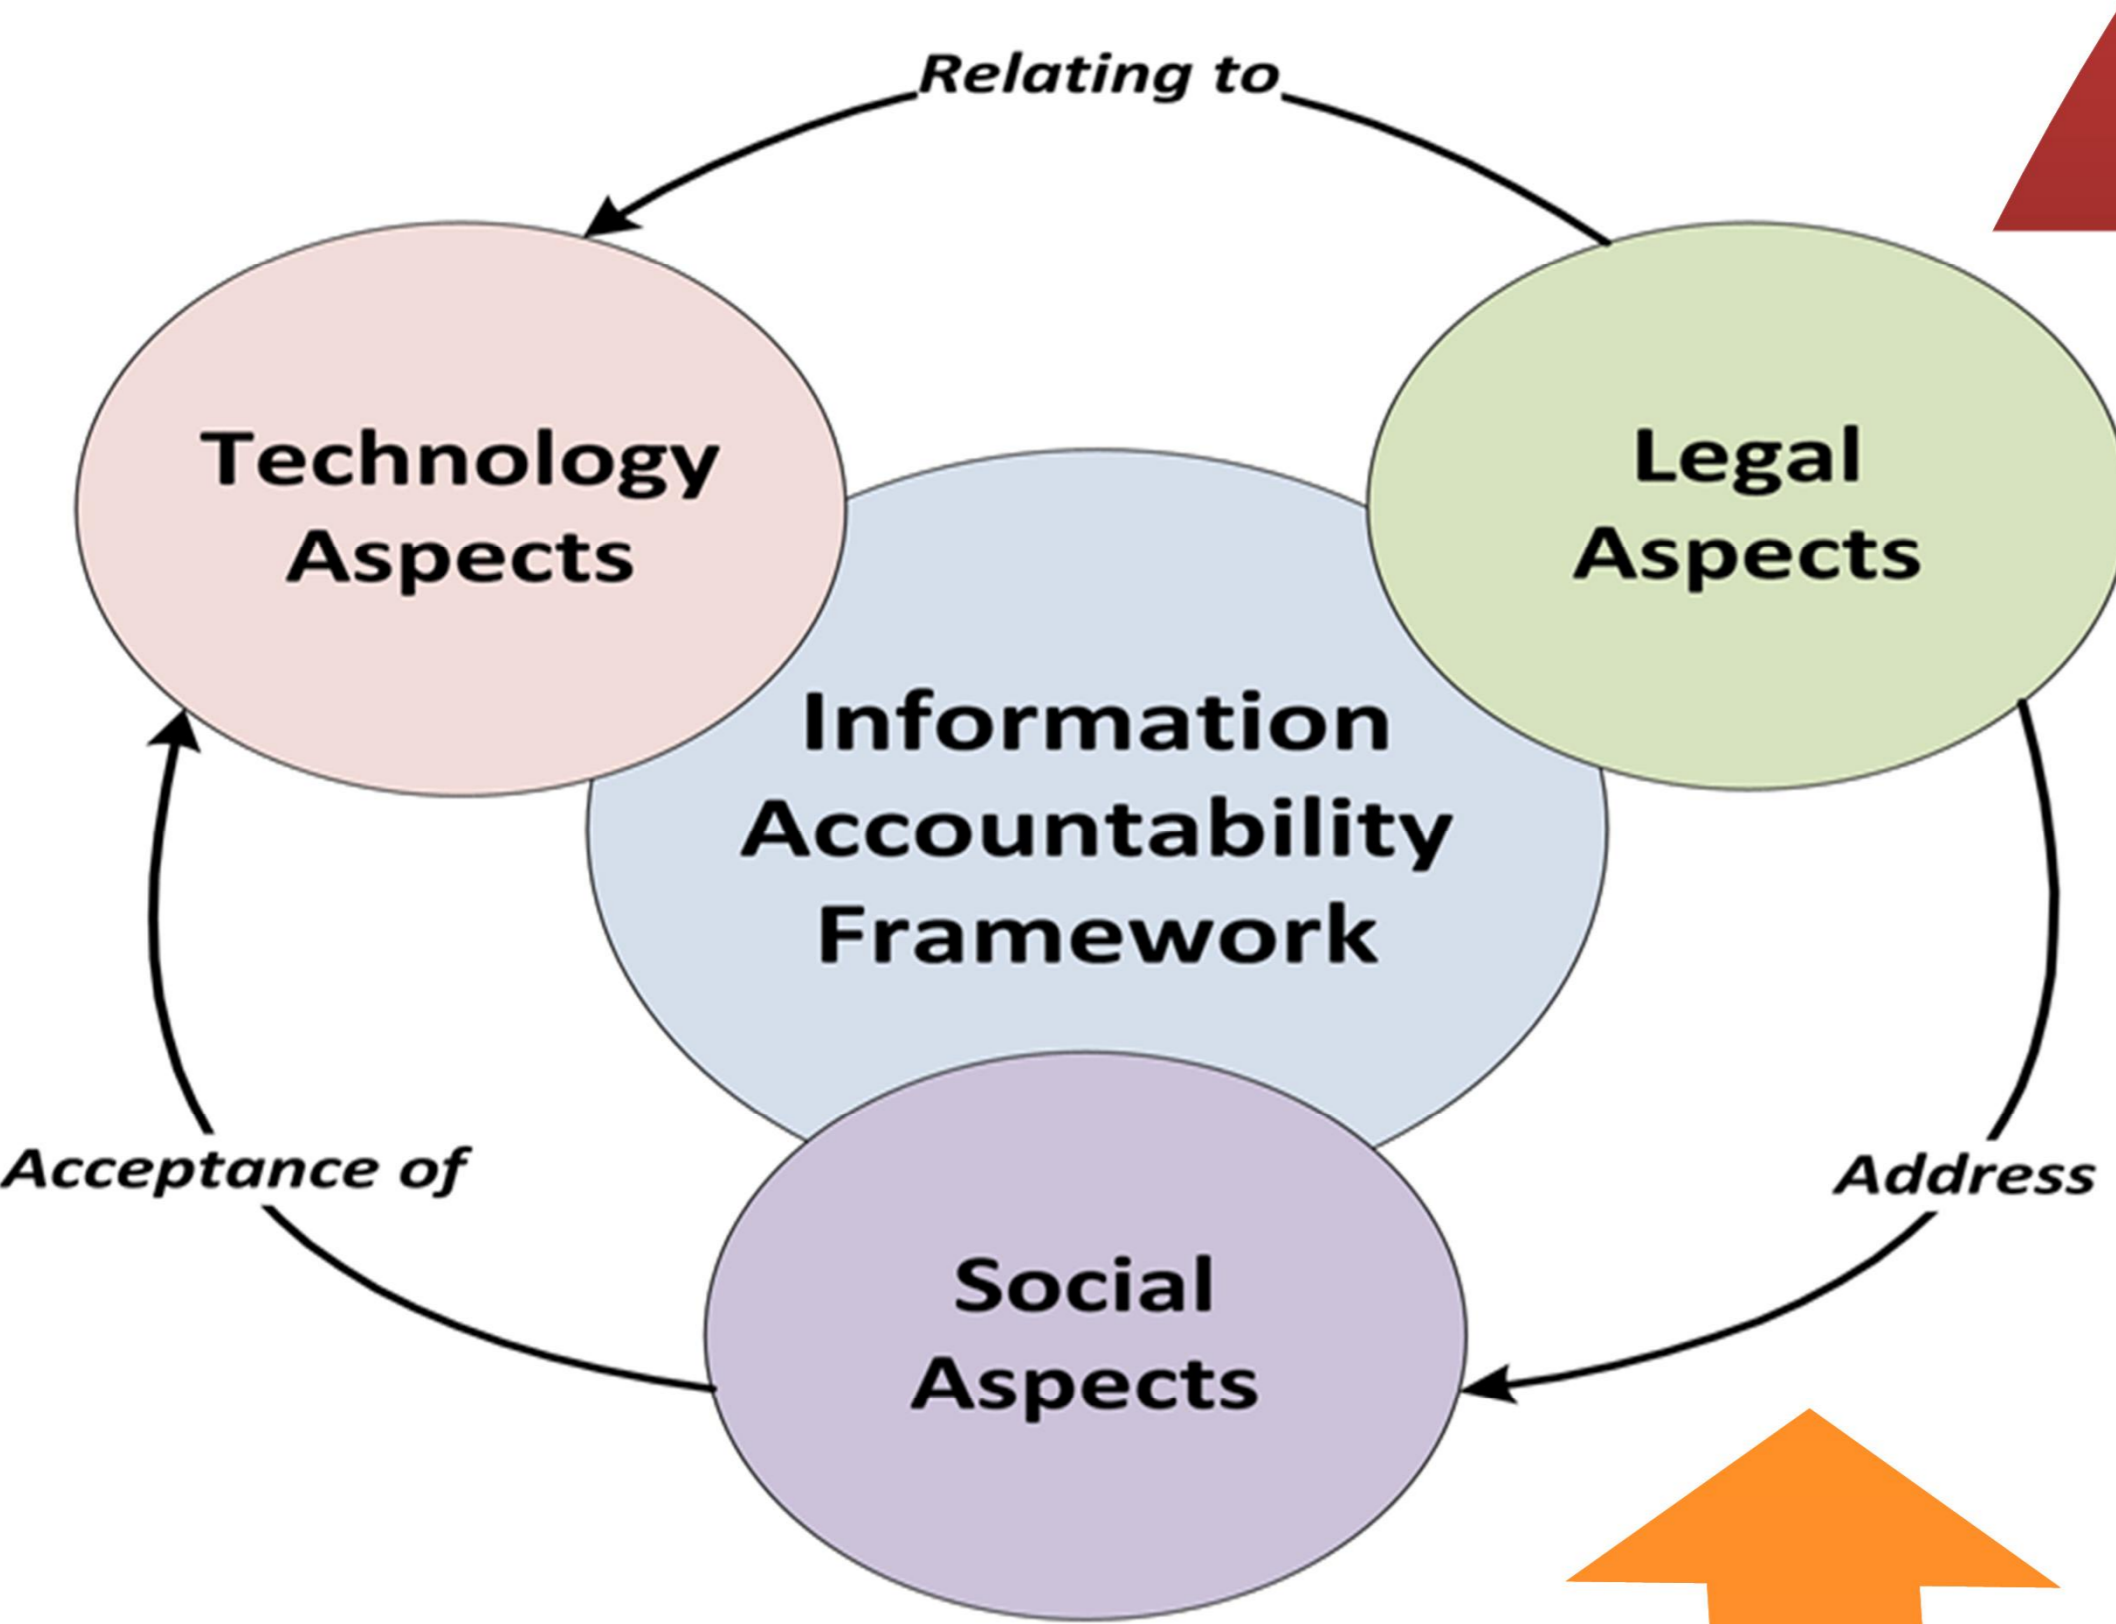 Relating to
Technology
Aspects
Legal
Aspects
Information
Accountability
Framework
Acceptance of
Address
Social
Aspects